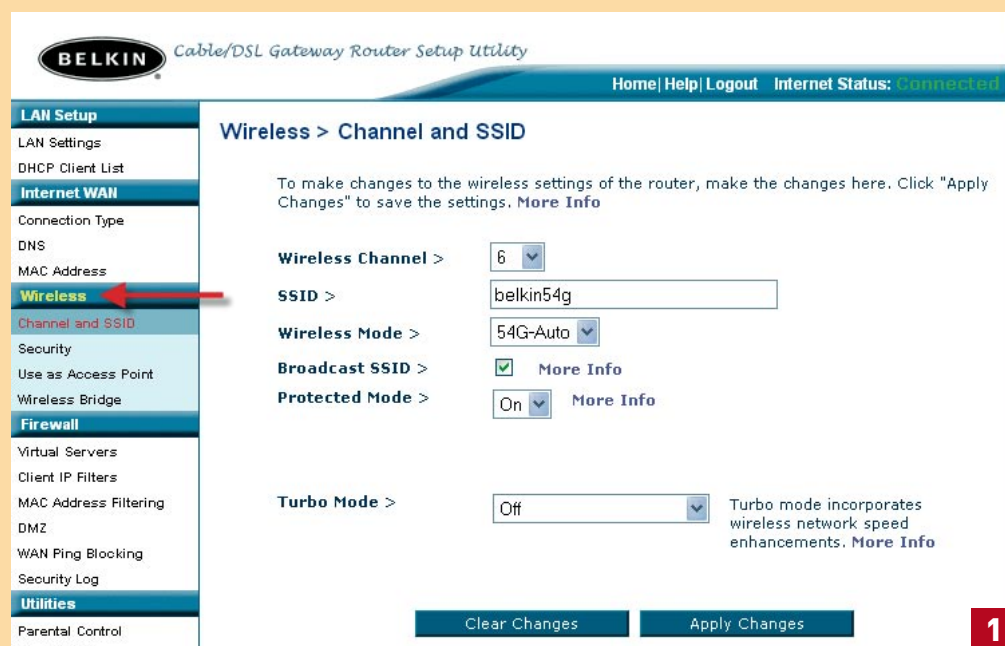 BELKIN
Cable/DSL Gateway Router Setup Utility
Home| Help| Logout Internet Status: Connected
LAN Setup
LAN Settings
DHCP Client List
Internet WAN
Connection Type
DNS
MAC Address
Wireless
Channel and SSID
Security
Use as Access Point
Wireless Bridge
Firewall
Virtual Servers
Client IP Filters
MAC Address Filtering
DMZ
WAN Ping Blocking
Security Log
Utilities
Parental Control
Wireless > Channel and SSID
To make changes to the wireless settings of the router, make the changes here. Click "Apply
Changes" to save the settings. More Info
Wireless Channel > 6
SSID > belkin54g
Wireless Mode > 54G-Auto
Broadcast SSID > More Info
Protected Mode > On More Info
Turbo Mode > Off
Turbo mode incorporates
wireless network speed
enhancements. More Info
Clear Changes Apply Changes
1